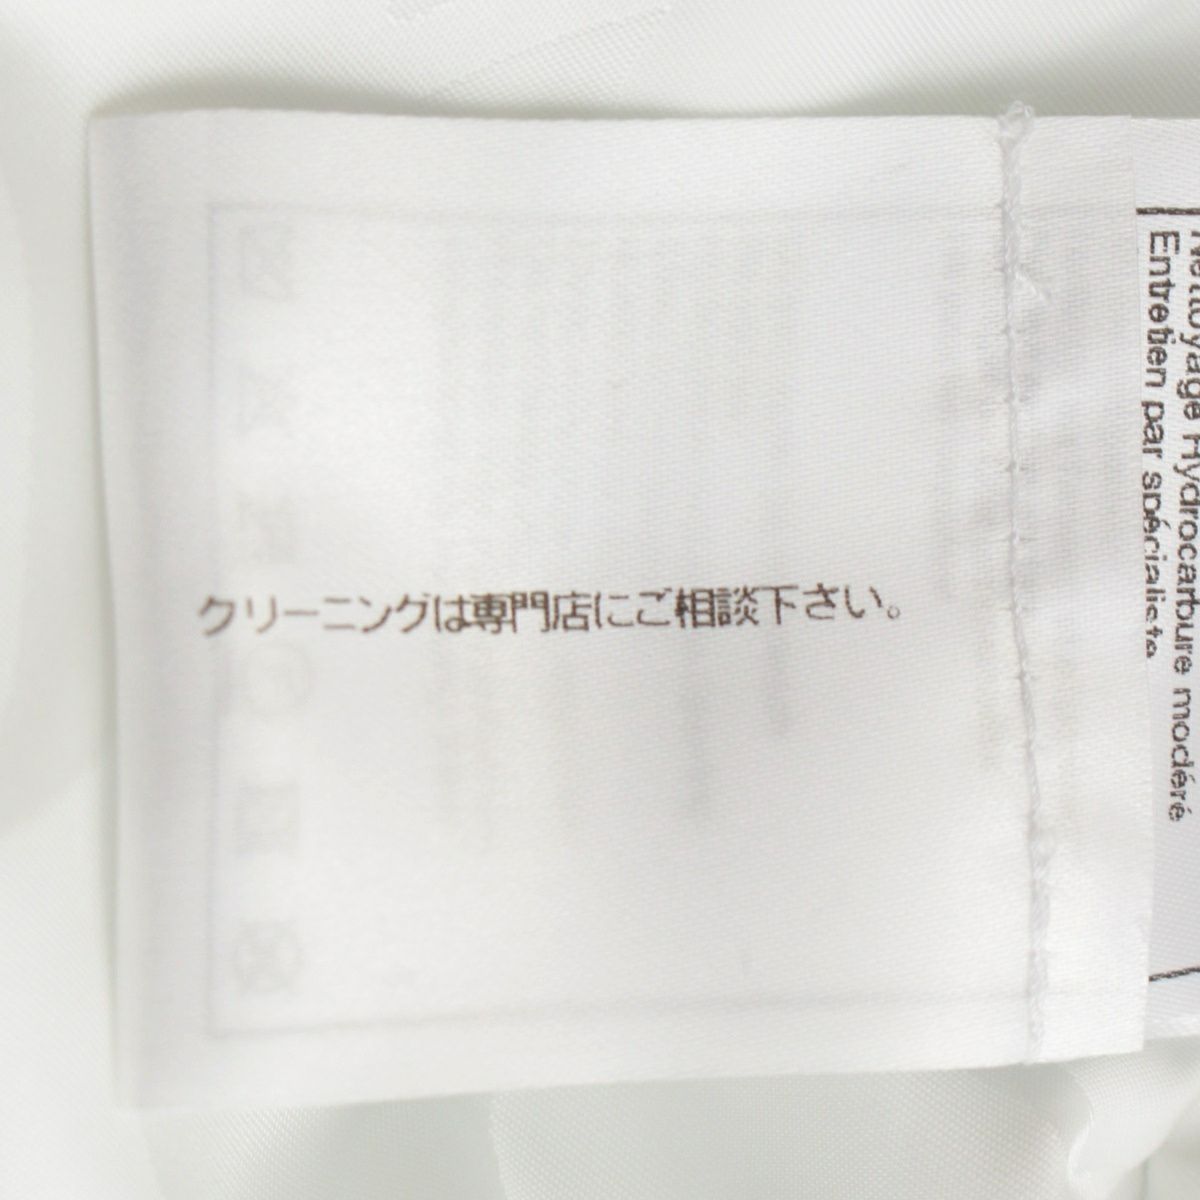 クリーニングは専門店にご相談下さい。
Nettoyage Hydrocarbure modéré
Entretien par spécialiste